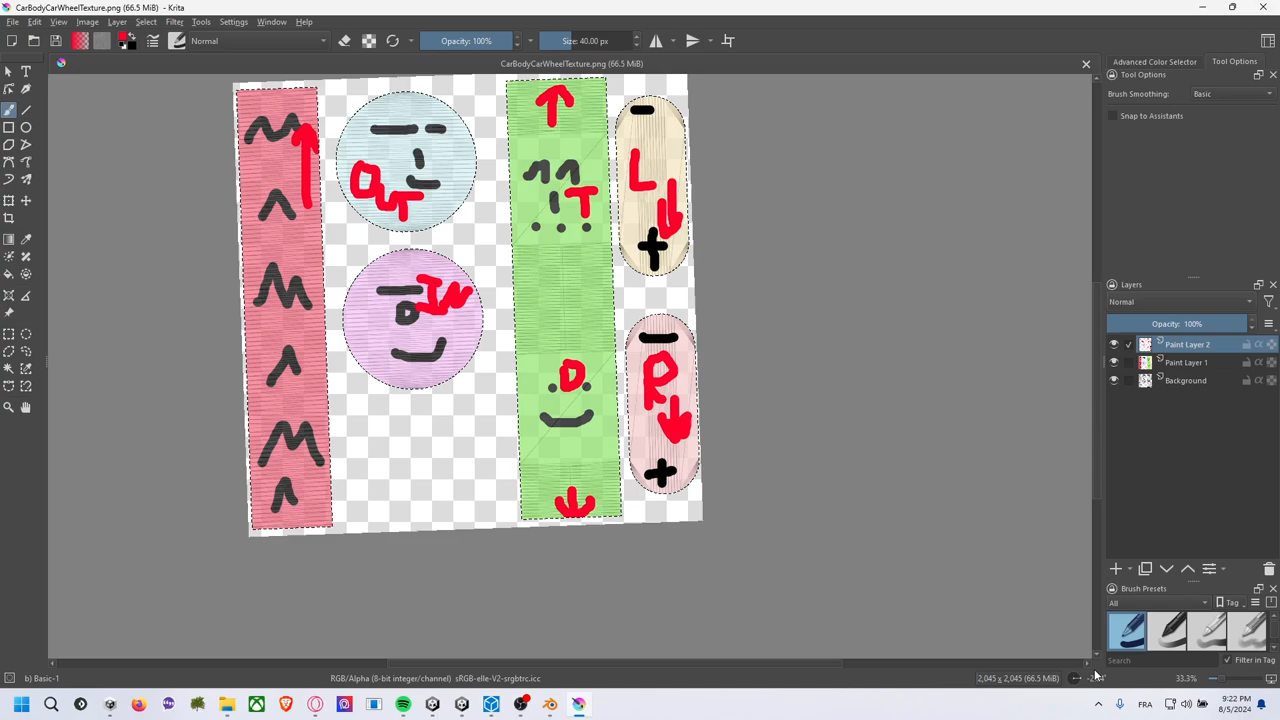 CarBodyCarWheelTexture.png (66.5 MiB) - Krita
File Edit View Image Layer Select Filter Tools Settings Window Help
Normal
Opacity: 100%
Size: 40.00 px
CarBodyCarWheelTexture.png (66.5 MiB)
Advanced Color Selector
Tool Options
Tool Options
Brush Smoothing:
Basic
Snap to constants
OUT
T
L
IN
D
R
Layers
Normal
Opacity: 100%
Paint Layer 2
Paint Layer 1
Background
Brush Presets
All
Tag
Search
Filter in Tag
b) Basic-1
RGB/Alpha (8-bit integer/channel) sRGB-elle-V2-srgbtrc.icc
2,045 x 2,045 (66.5 MiB)
33.3%
FRA
9:22 PM
8/5/2024